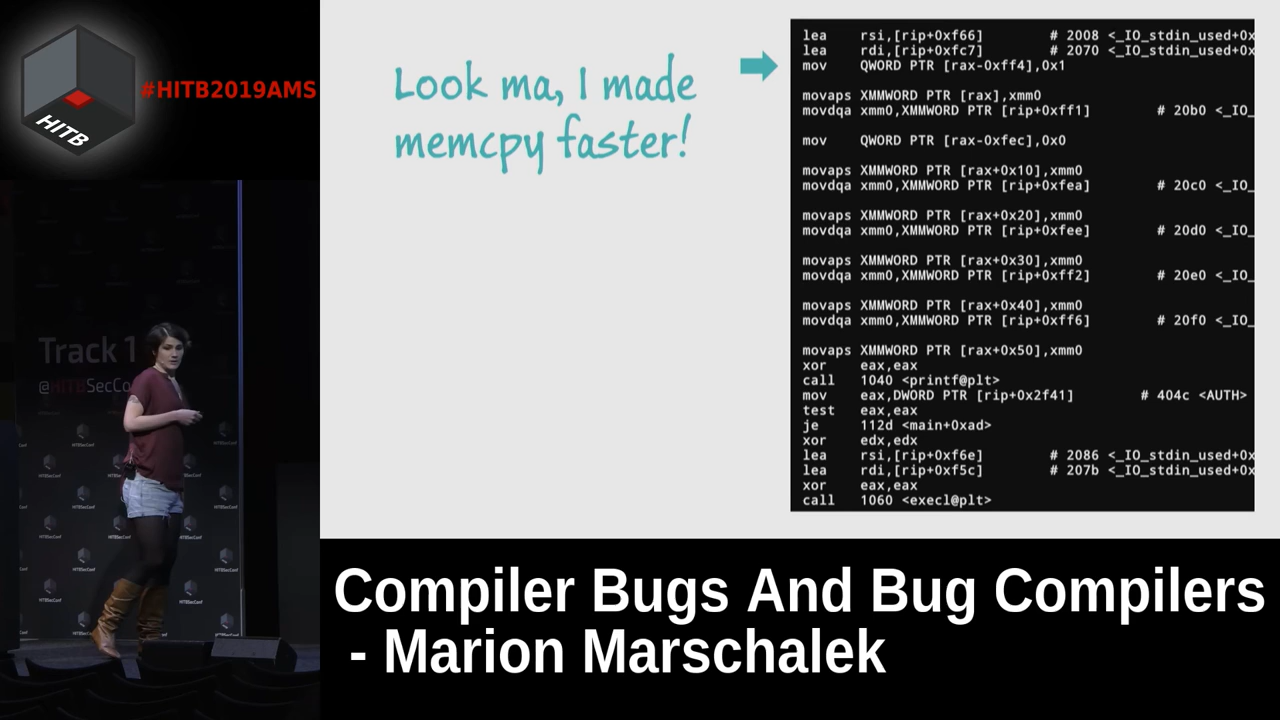 HITB
#HITB2019AMS
Track 1
@HITBSecCo
Look ma, I made
memcpy faster!
lea rsi,[rip+0xf66] # 2008 <_IO_stdin_used+0x
lea rdi,[rip+0xfc7] # 2070 <_IO_stdin_used+0x
mov QWORD PTR [rax-0xff4],0x1
movaps XMMWORD PTR [rax],xmm0
movdqa xmm0,XMMWORD PTR [rip+0xff1] # 20b0 <_IO_
mov QWORD PTR [rax-0xfec],0x0
movaps XMMWORD PTR [rax+0x10],xmm0
movdqa xmm0,XMMWORD PTR [rip+0xfea] # 20c0 <_IO_
movaps XMMWORD PTR [rax+0x20],xmm0
movdqa xmm0,XMMWORD PTR [rip+0xfee] # 20d0 <_IO_
movaps XMMWORD PTR [rax+0x30],xmm0
movdqa xmm0,XMMWORD PTR [rip+0xff2] # 20e0 <_IO_
movaps XMMWORD PTR [rax+0x40],xmm0
movdqa xmm0,XMMWORD PTR [rip+0xff6] # 20f0 <_IO_
movaps XMMWORD PTR [rax+0x50],xmm0
xor eax,eax
call 1040 <printf@plt>
mov eax,DWORD PTR [rip+0x2f41] # 404c <AUTH>
test eax,eax
je 112d <main+0xad>
xor edx,edx
lea rsi,[rip+0xf6e] # 2086 <_IO_stdin_used+0x
lea rdi,[rip+0xf5c] # 207b <_IO_stdin_used+0x
xor eax,eax
call 1060 <execl@plt>
Compiler Bugs And Bug Compilers
- Marion Marschalek